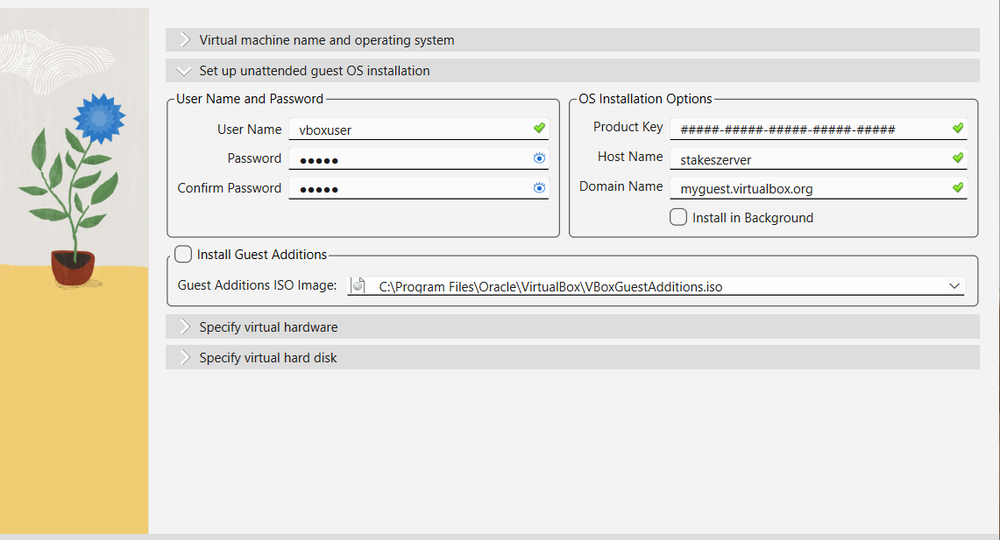 Virtual machine name and operating system
Set up unattended guest OS installation
User Name and Password
User Name vboxuser
Password ●●●●●
Confirm Password ●●●●●
OS Installation Options
Product Key #####-#####-#####-#####-#####
Host Name stakeszerver
Domain Name myguest.virtualbox.org
Install in Background
Install Guest Additions
Guest Additions ISO Image: C:\Program Files\Oracle\VirtualBox\VBoxGuestAdditions.iso
Specify virtual hardware
Specify virtual hard disk